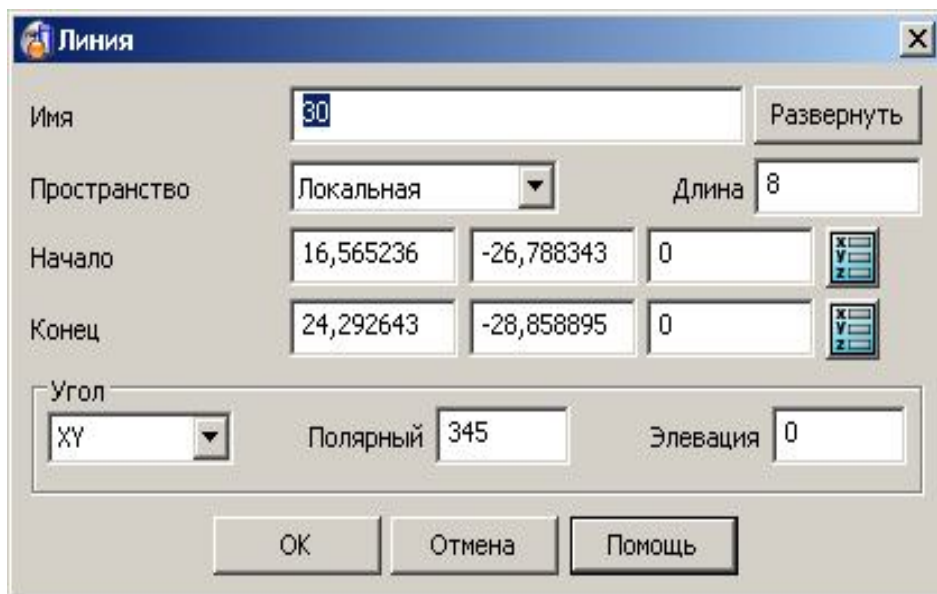 Линия
Имя 30 Развернуть
Пространство Локальная Длина 8
Начало 16,565236 -26,788343 0 x y z
Конец 24,292643 -28,858895 0 x y z
Угол
XY Полярный 345 Элевация 0
OK Отмена Помощь